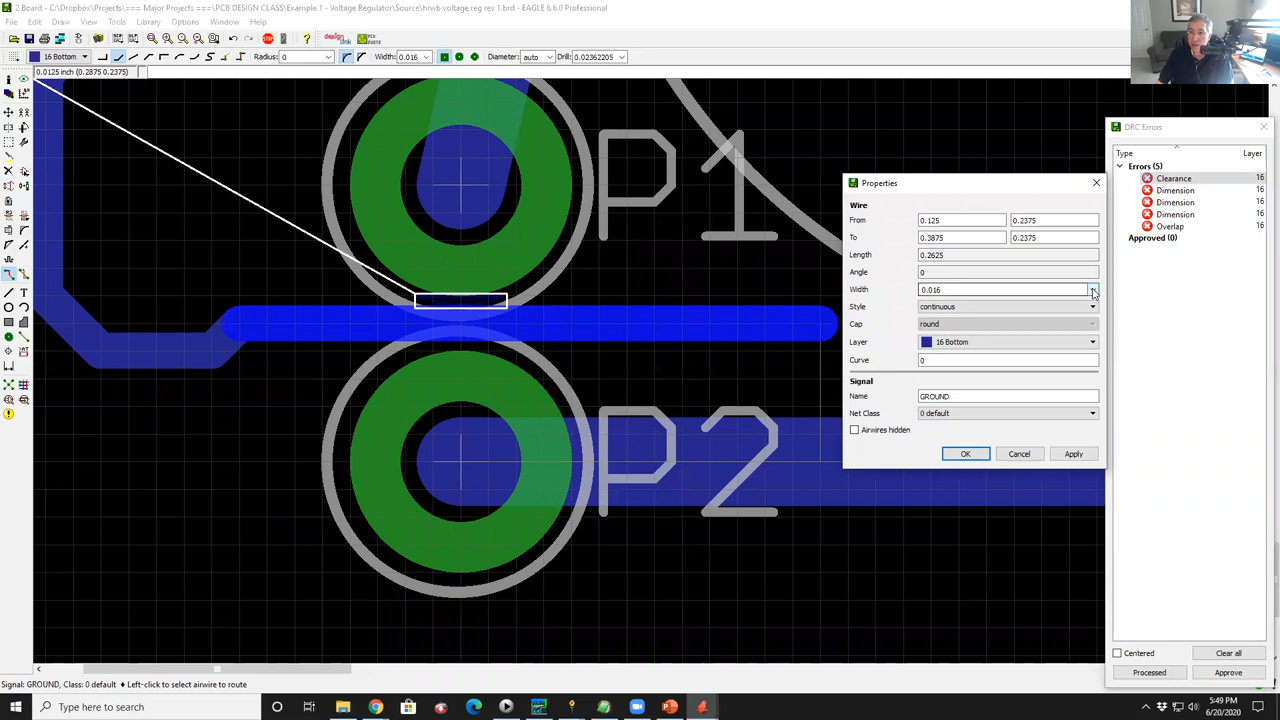 2 Board - C:\Dropbox\Projects\=== Major Projects ===\PCB DESIGN CLASS\Example 1 - Voltage Regulator\Source\hrwb voltage reg rev 1.brd - EAGLE 6.6.0 Professional
File Edit Draw View Tools Library Options Window Help
design link
PCB QUOTE
16 Bottom
Radius: 0
Width: 0.016
Diameter: auto
Drill: 0.02362205
0.0125 inch (0.2875 0.2375)
P1
P2
Properties
Wire
From 0.125 0.2375
To 0.3875 0.2375
Length 0.2625
Angle 0
Width 0.016
Style continuous
Cap round
Layer 16 Bottom
Curve 0
Signal
Name GROUND
Net Class 0 default
Airwires hidden
OK Cancel Apply
DRC Errors
Type Layer
Errors (5)
Clearance 16
Dimension 16
Dimension 16
Dimension 16
Overlap 16
Approved (0)
Centered Clear all
Processed Approve
Signal: GROUND, Class: 0 default ♦ Left-click to select airwire to route
Type here to search
5:49 PM
6/20/2020